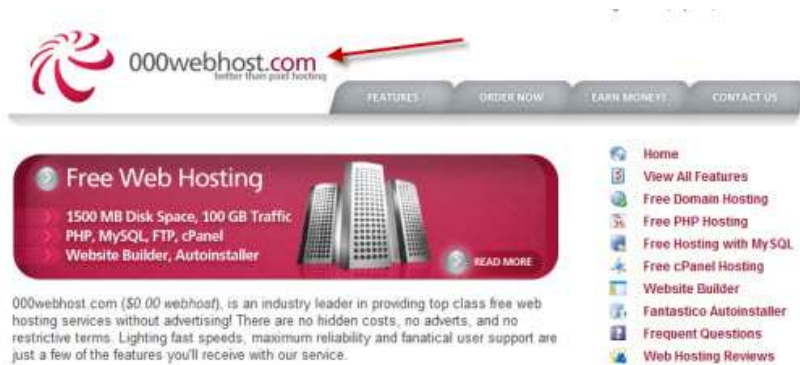 000webhost.com
better than paid hosting
FEATURES
ORDER NOW
EARN MONEY!
CONTACT US
Free Web Hosting
1500 MB Disk Space, 100 GB Traffic
PHP, MySQL, FTP, cPanel
Website Builder, Autoinstaller
READ MORE
000webhost.com ($0.00 webhost), is an industry leader in providing top class free web
hosting services without advertising! There are no hidden costs, no adverts, and no
restrictive terms. Lighting fast speeds, maximum reliability and fanatical user support are
just a few of the features you'll receive with our service.
Home
View All Features
Free Domain Hosting
Free PHP Hosting
Free Hosting with MySQL
Free cPanel Hosting
Website Builder
Fantastico Autoinstaller
Frequent Questions
Web Hosting Reviews